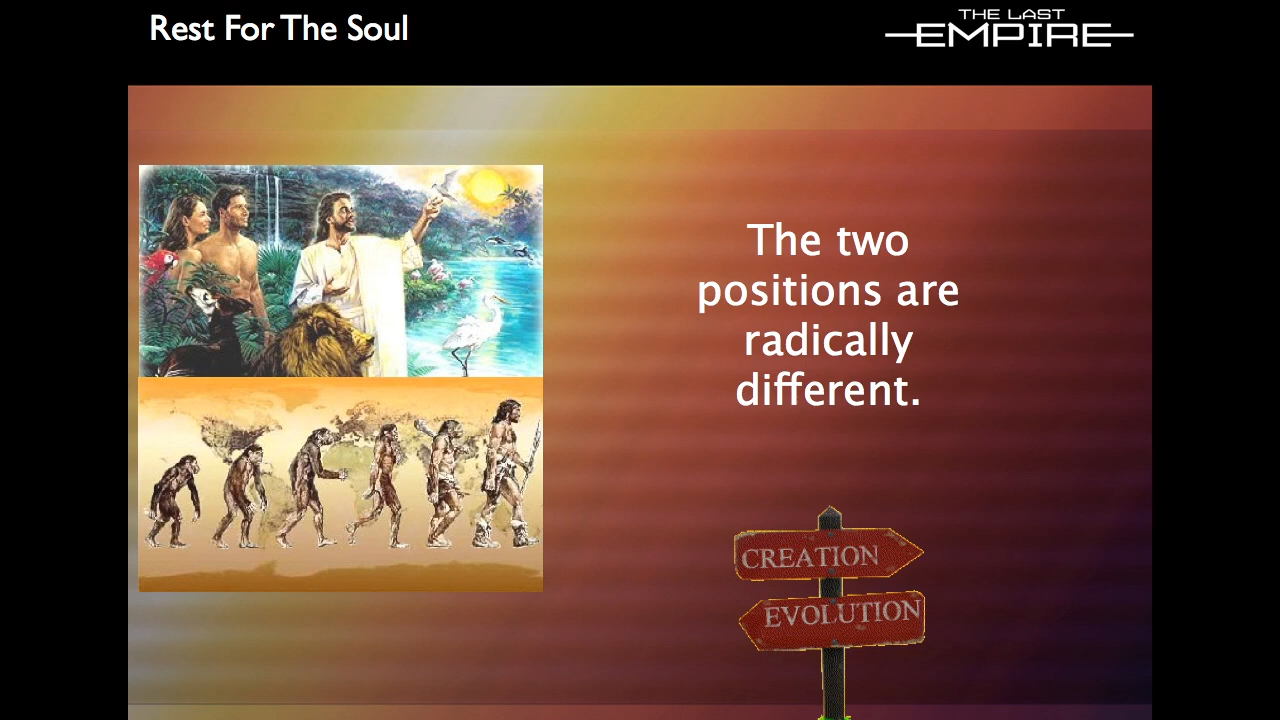 Rest For The Soul
THE LAST
EMPIRE
The two
positions are
radically
different.
CREATION
EVOLUTION